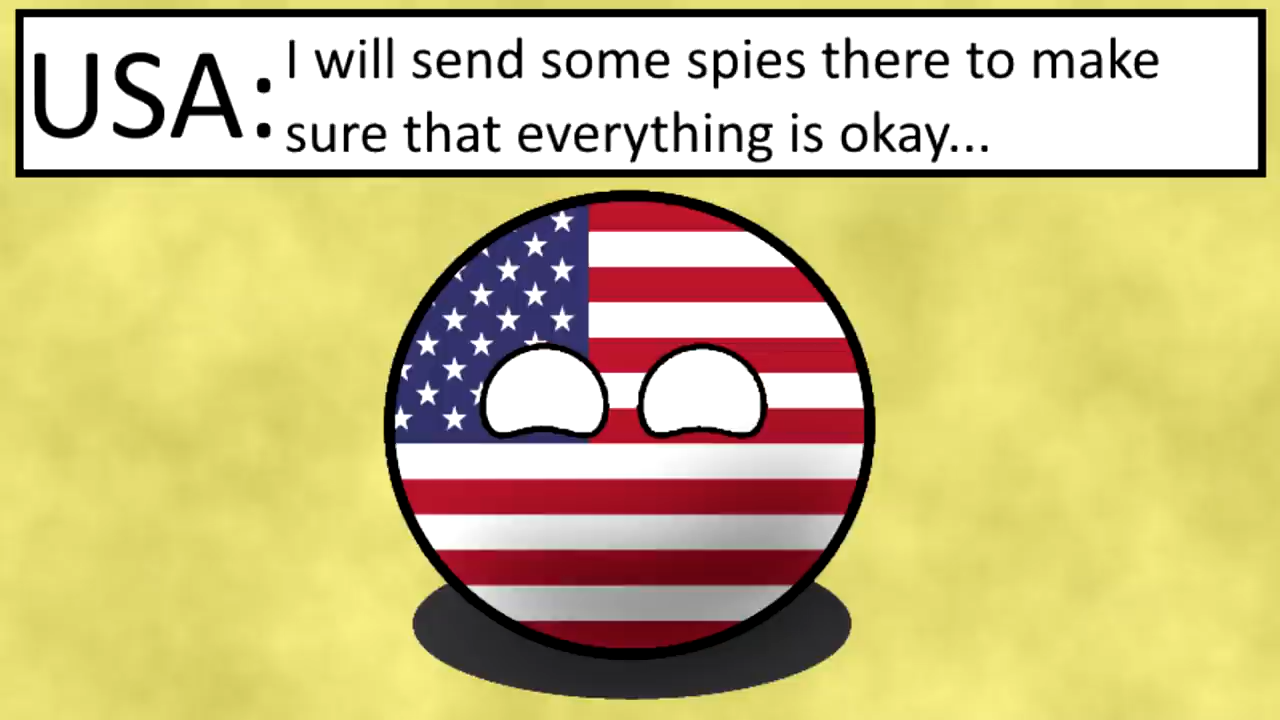 USA: I will send some spies there to make
sure that everything is okay...